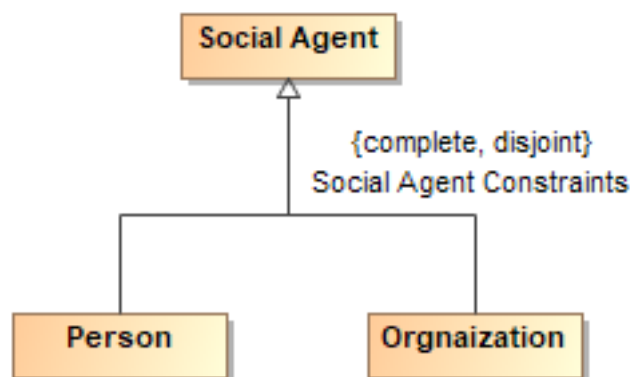 Social Agent
{complete, disjoint}
Social Agent Constraints
Person
Orgnaization